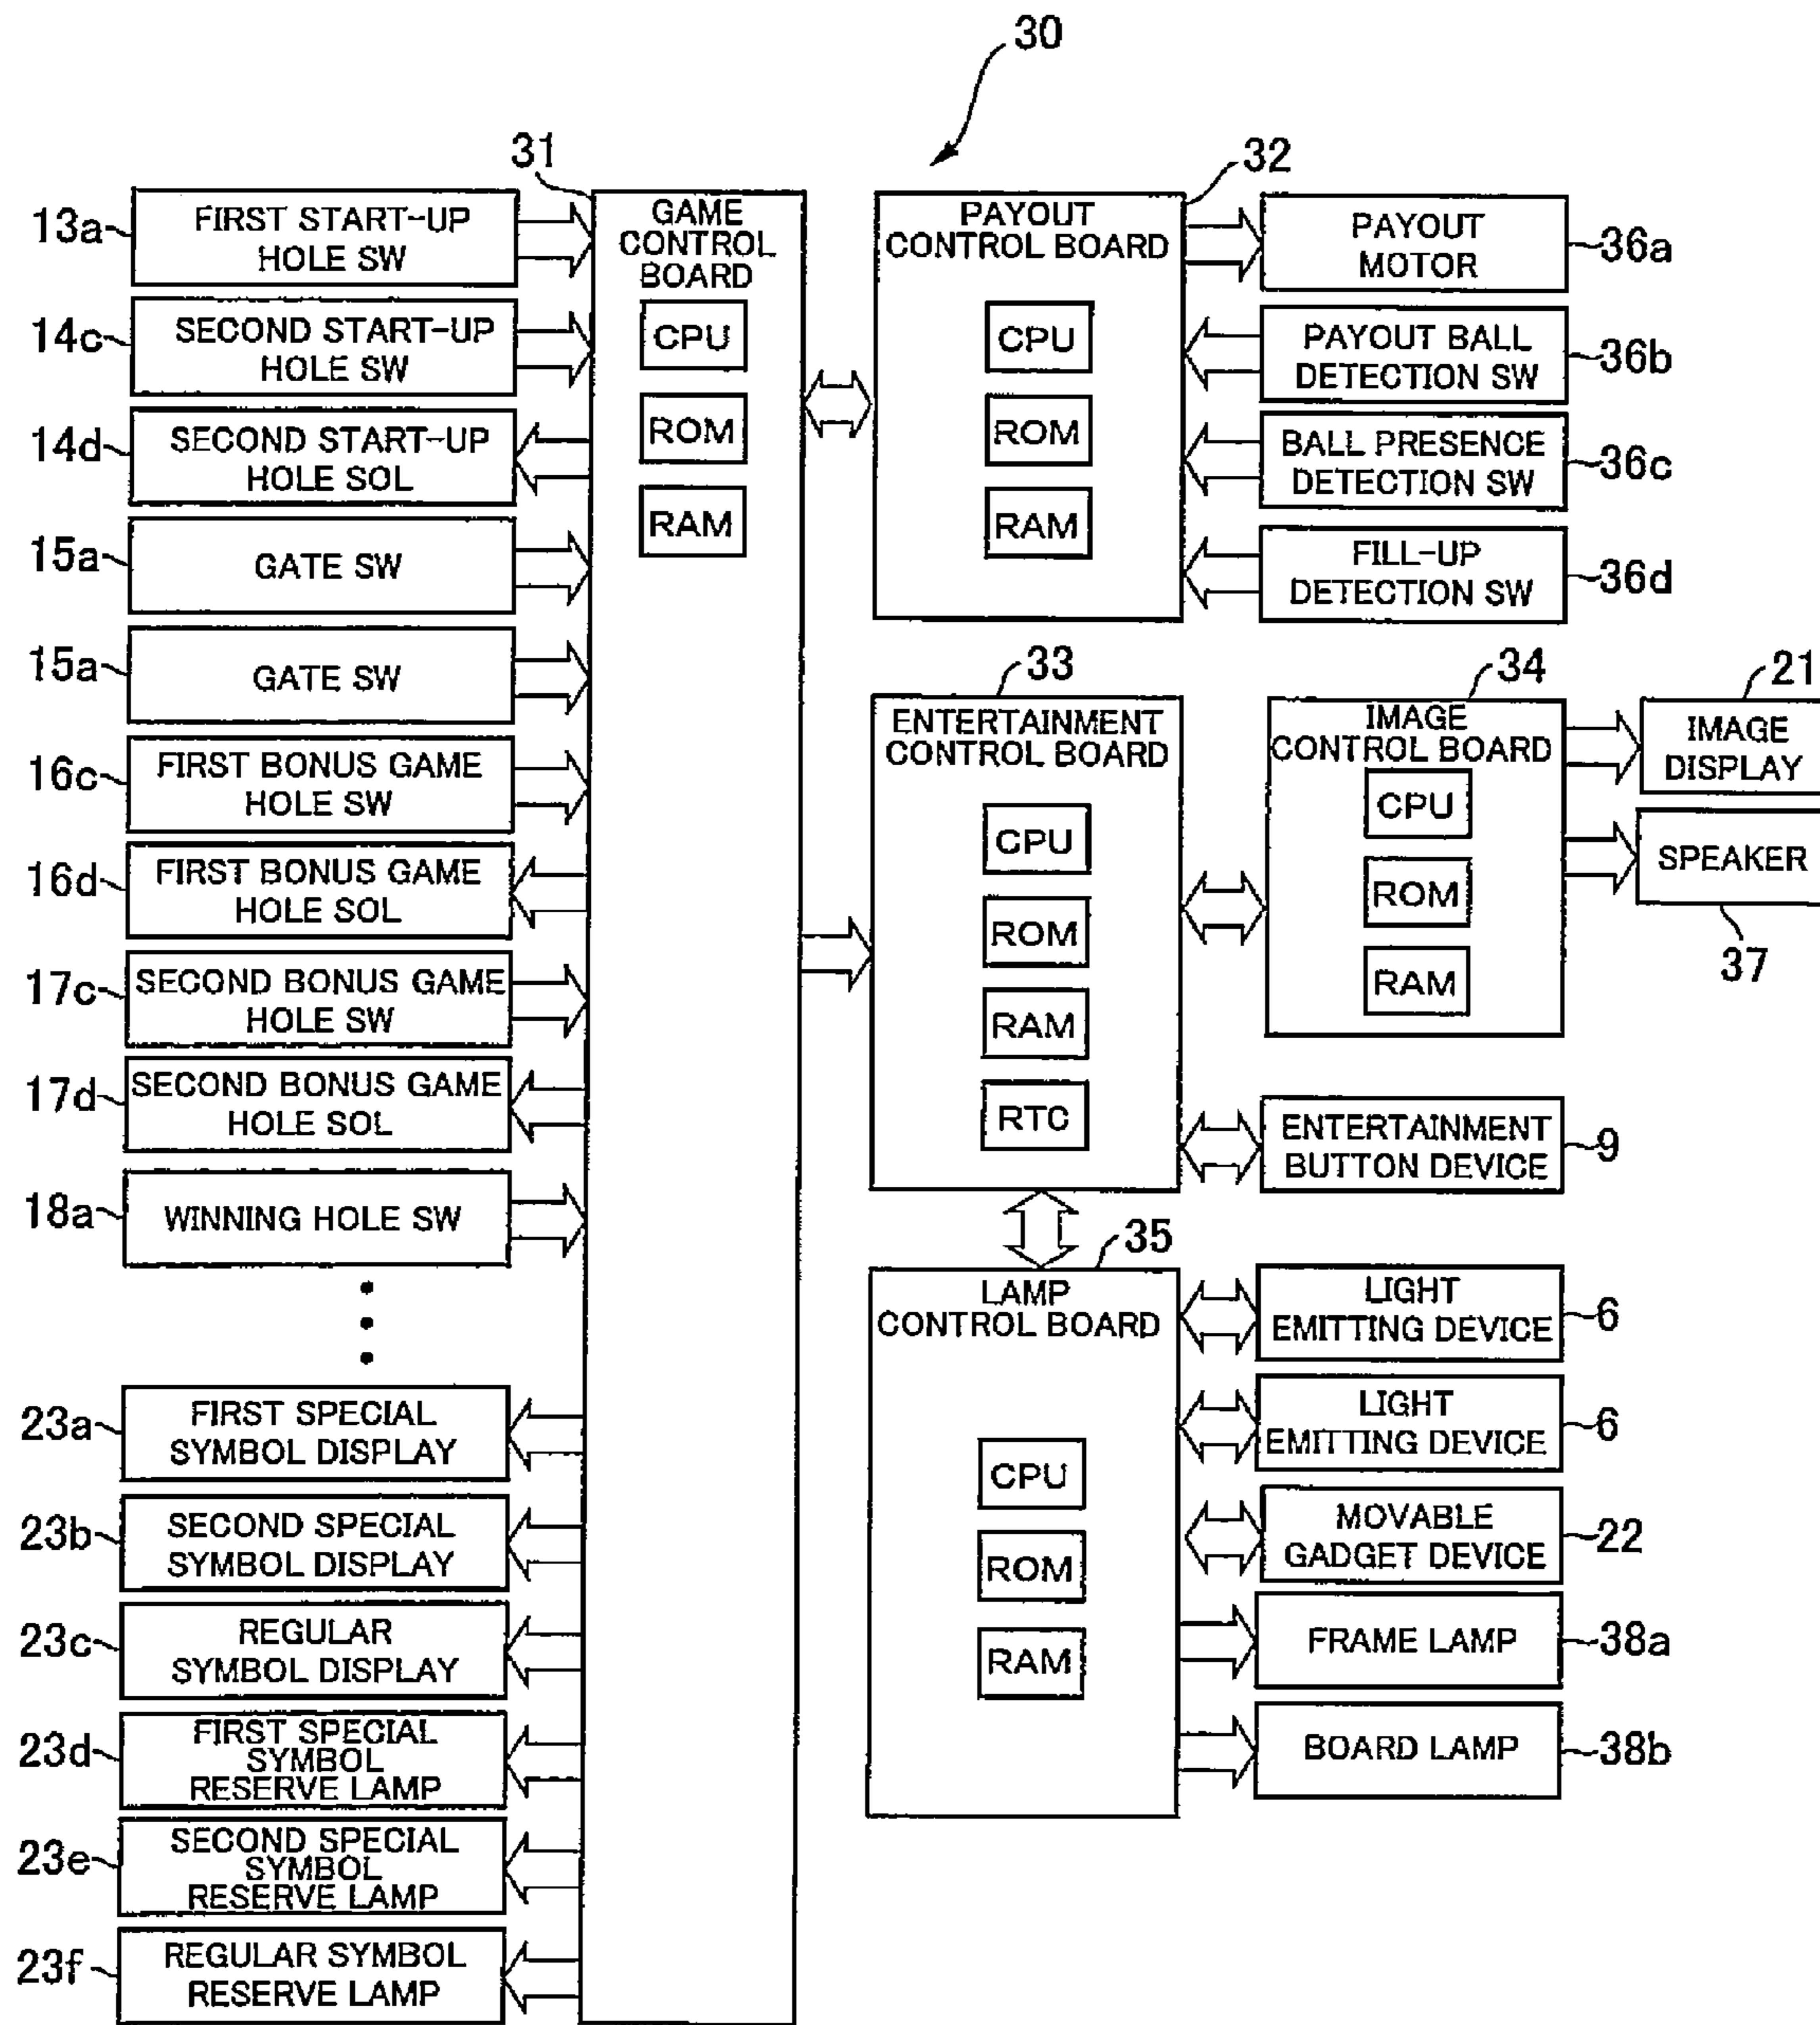 30
31
13a
FIRST START-UP
HOLE SW
14c
SECOND START-UP
HOLE SW
14d
SECOND START-UP
HOLE SOL
15a
GATE SW
15a
GATE SW
16c
FIRST BONUS GAME
HOLE SW
16d
FIRST BONUS GAME
HOLE SOL
17c
SECOND BONUS GAME
HOLE SW
17d
SECOND BONUS GAME
HOLE SOL
18a
WINNING HOLE SW
23a
FIRST SPECIAL
SYMBOL DISPLAY
23b
SECOND SPECIAL
SYMBOL DISPLAY
23c
REGULAR
SYMBOL DISPLAY
23d
FIRST SPECIAL
SYMBOL
RESERVE LAMP
23e
SECOND SPECIAL
SYMBOL
RESERVE LAMP
23f
REGULAR SYMBOL
RESERVE LAMP
GAME
CONTROL
BOARD
CPU
ROM
RAM
32
PAYOUT
CONTROL BOARD
CPU
ROM
RAM
PAYOUT
MOTOR
36a
PAYOUT BALL
DETECTION SW
36b
BALL PRESENCE
DETECTION SW
36c
FILL-UP
DETECTION SW
36d
33
ENTERTAINMENT
CONTROL BOARD
CPU
ROM
RAM
RTC
34
IMAGE
CONTROL BOARD
CPU
ROM
RAM
21
IMAGE
DISPLAY
SPEAKER
37
ENTERTAINMENT
BUTTON DEVICE
9
35
LAMP
CONTROL BOARD
CPU
ROM
RAM
LIGHT
EMITTING DEVICE
6
LIGHT
EMITTING DEVICE
6
MOVABLE
GADGET DEVICE
22
FRAME LAMP
38a
BOARD LAMP
38b